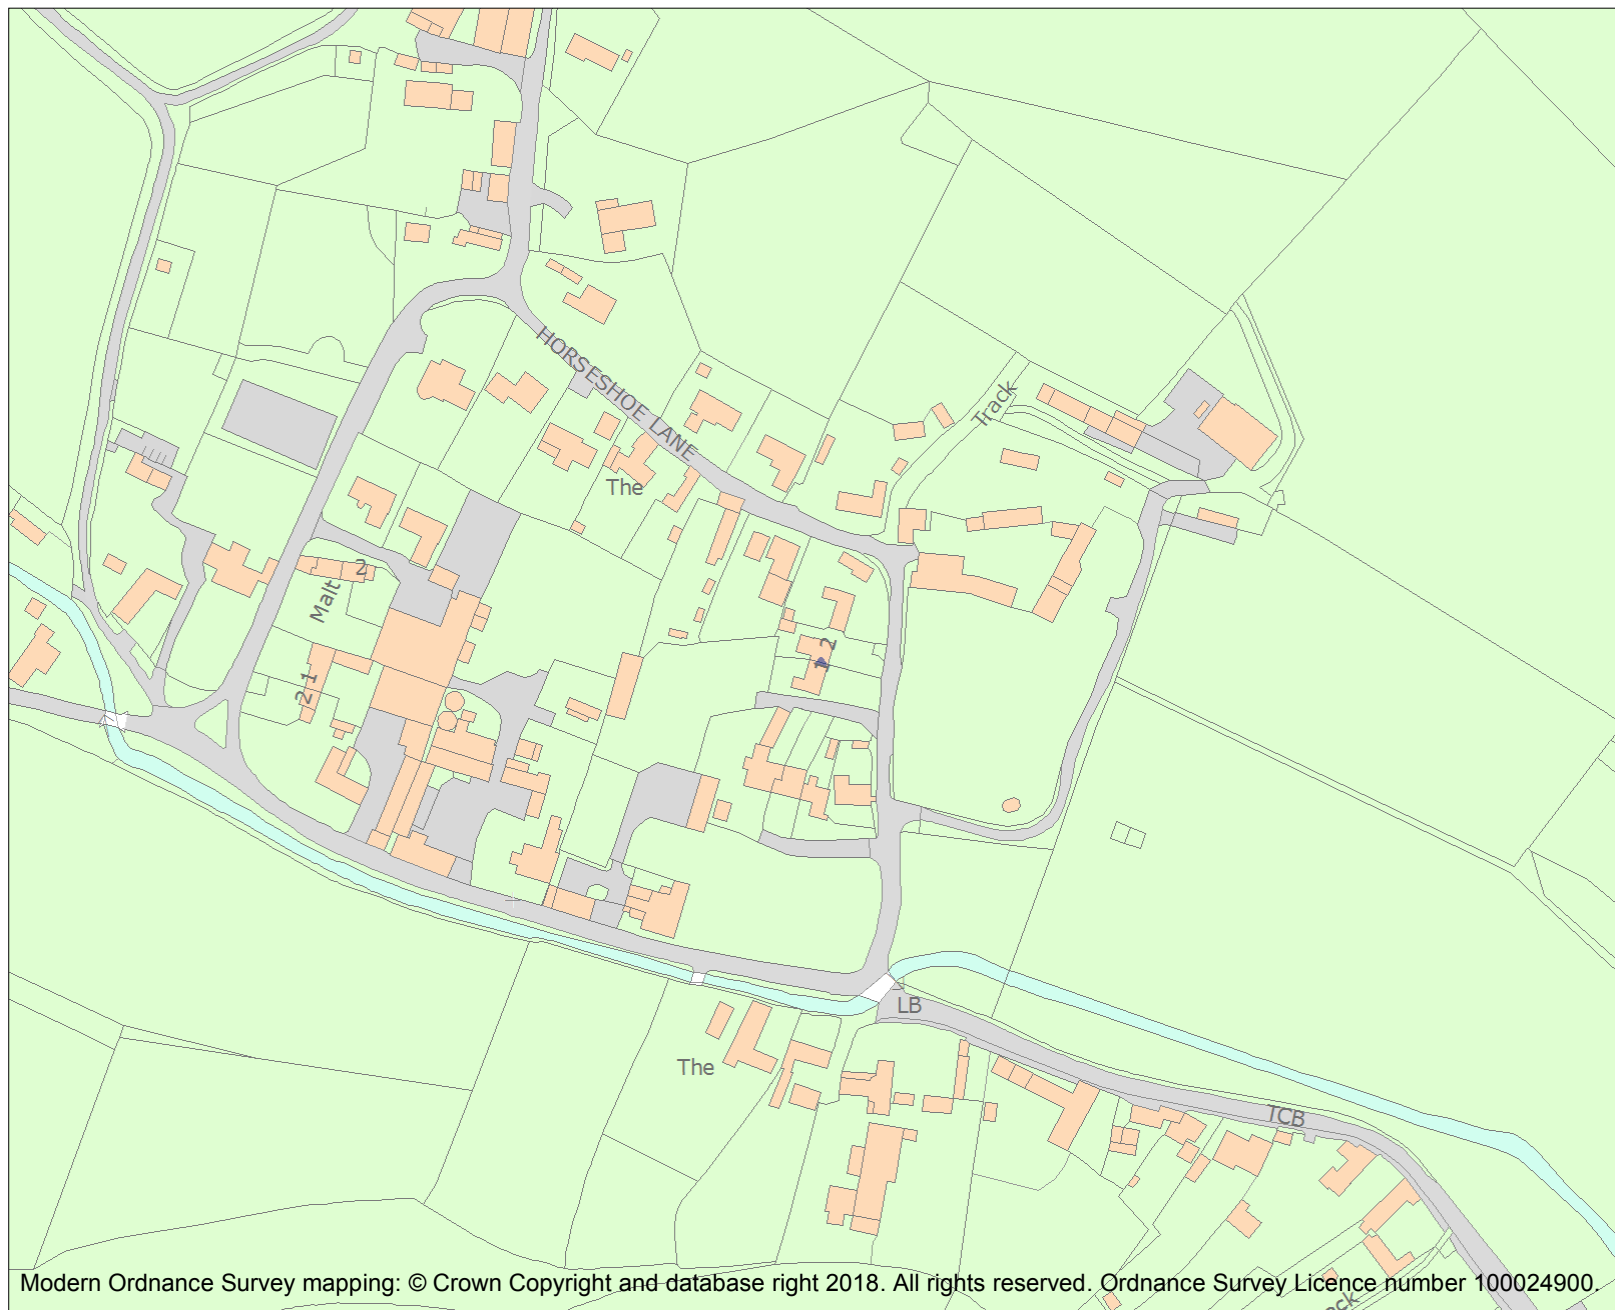 HORSESHOE LANE
Track
The
2
Malt
1 2
2 1
LB
The
TCB
Modern Ordnance Survey mapping: © Crown Copyright and database right 2018. All rights reserved. Ordnance Survey Licence number 100024900.